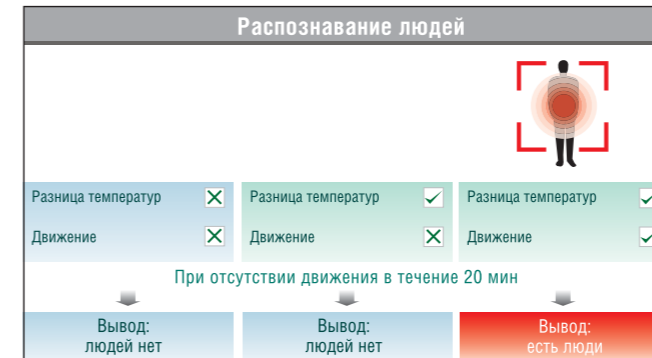 Распознавание людей
Разница температур
Движение
Разница температур
Движение
Разница температур
Движение
При отсутствии движения в течение 20 мин
Вывод:
людей нет
Вывод:
людей нет
Вывод:
есть люди